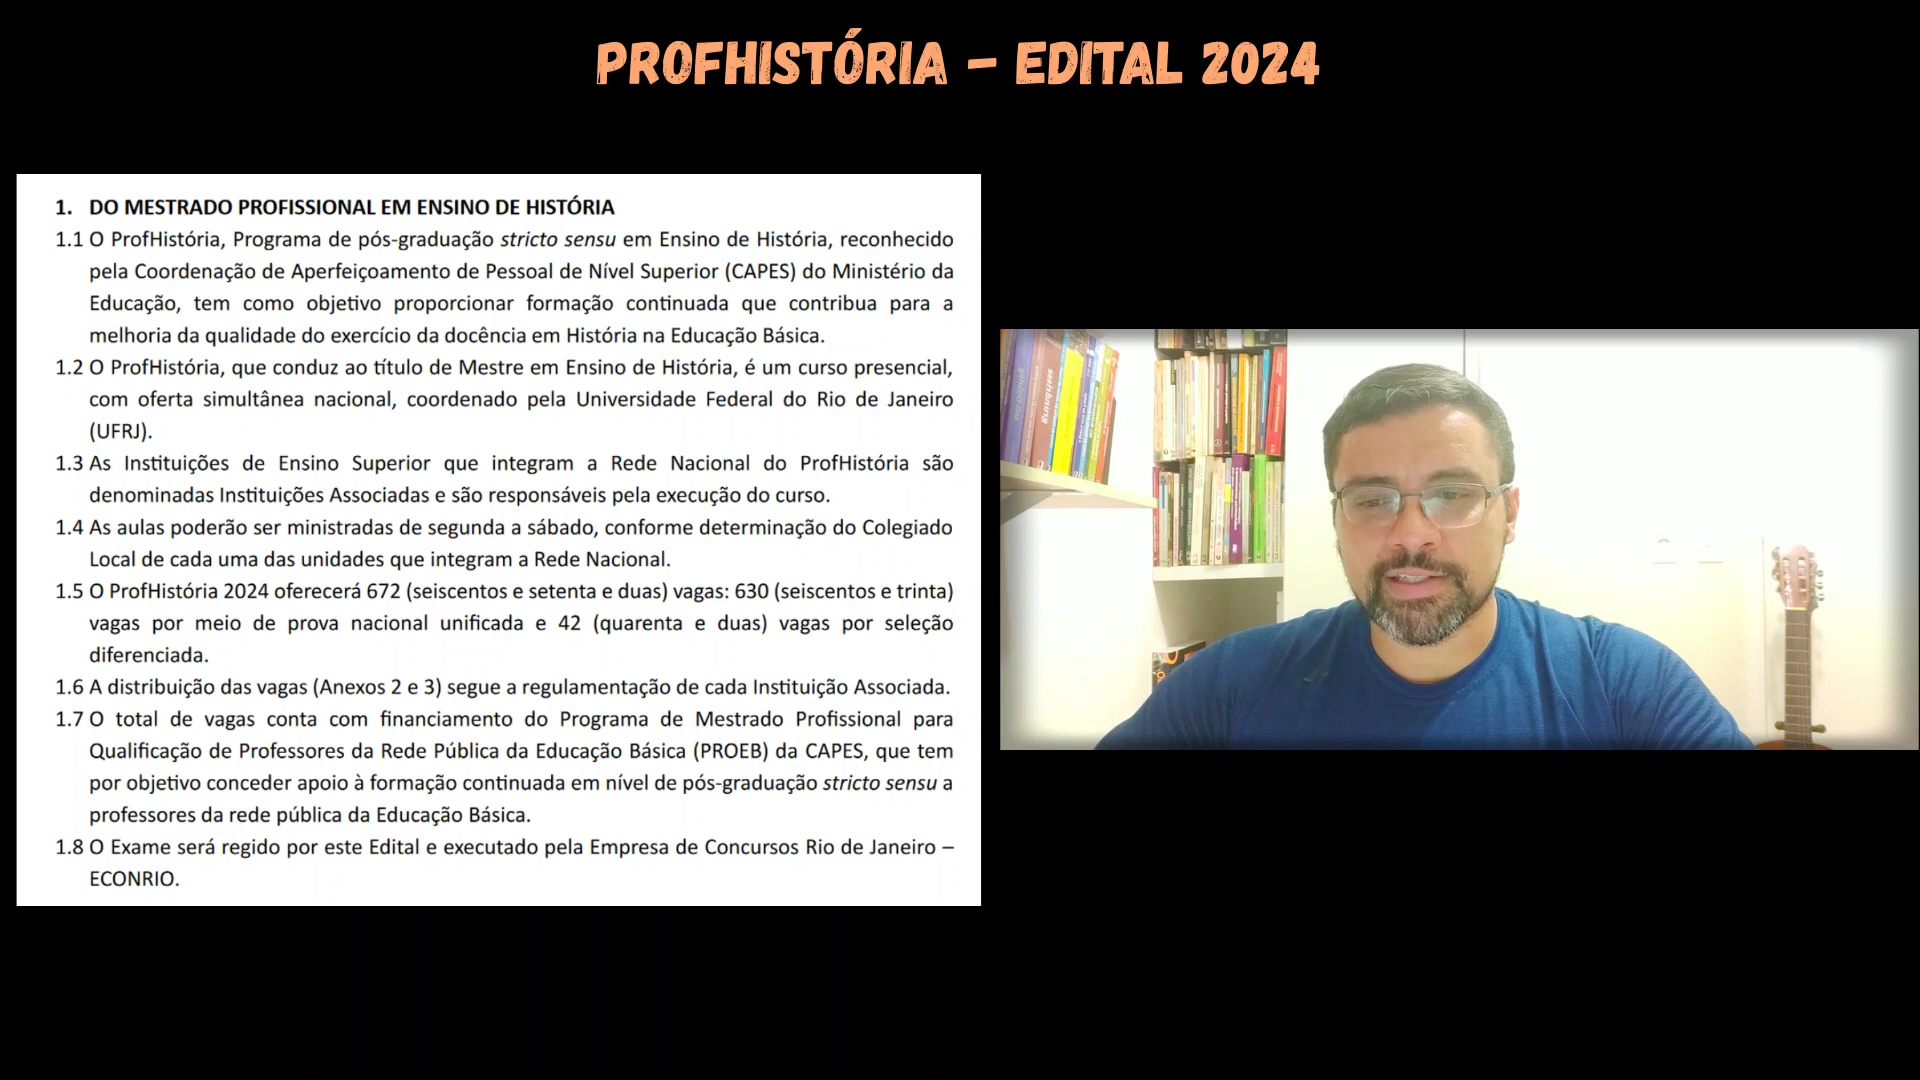 PROFHISTÓRIA – EDITAL 2024
1. DO MESTRADO PROFISSIONAL EM ENSINO DE HISTÓRIA
1.1 O ProfHistória, Programa de pós-graduação stricto sensu em Ensino de História, reconhecido
pela Coordenação de Aperfeiçoamento de Pessoal de Nível Superior (CAPES) do Ministério da
Educação, tem como objetivo proporcionar formação continuada que contribua para a
melhoria da qualidade do exercício da docência em História na Educação Básica.
1.2 O ProfHistória, que conduz ao título de Mestre em Ensino de História, é um curso presencial,
com oferta simultânea nacional, coordenado pela Universidade Federal do Rio de Janeiro
(UFRJ).
1.3 As Instituições de Ensino Superior que integram a Rede Nacional do ProfHistória são
denominadas Instituições Associadas e são responsáveis pela execução do curso.
1.4 As aulas poderão ser ministradas de segunda a sábado, conforme determinação do Colegiado
Local de cada uma das unidades que integram a Rede Nacional.
1.5 O ProfHistória 2024 oferecerá 672 (seiscentos e setenta e duas) vagas: 630 (seiscentos e trinta)
vagas por meio de prova nacional unificada e 42 (quarenta e duas) vagas por seleção
diferenciada.
1.6 A distribuição das vagas (Anexos 2 e 3) segue a regulamentação de cada Instituição Associada.
1.7 O total de vagas conta com financiamento do Programa de Mestrado Profissional para
Qualificação de Professores da Rede Pública da Educação Básica (PROEB) da CAPES, que tem
por objetivo conceder apoio à formação continuada em nível de pós-graduação stricto sensu a
professores da rede pública da Educação Básica.
1.8 O Exame será regido por este Edital e executado pela Empresa de Concursos Rio de Janeiro –
ECONRIO.